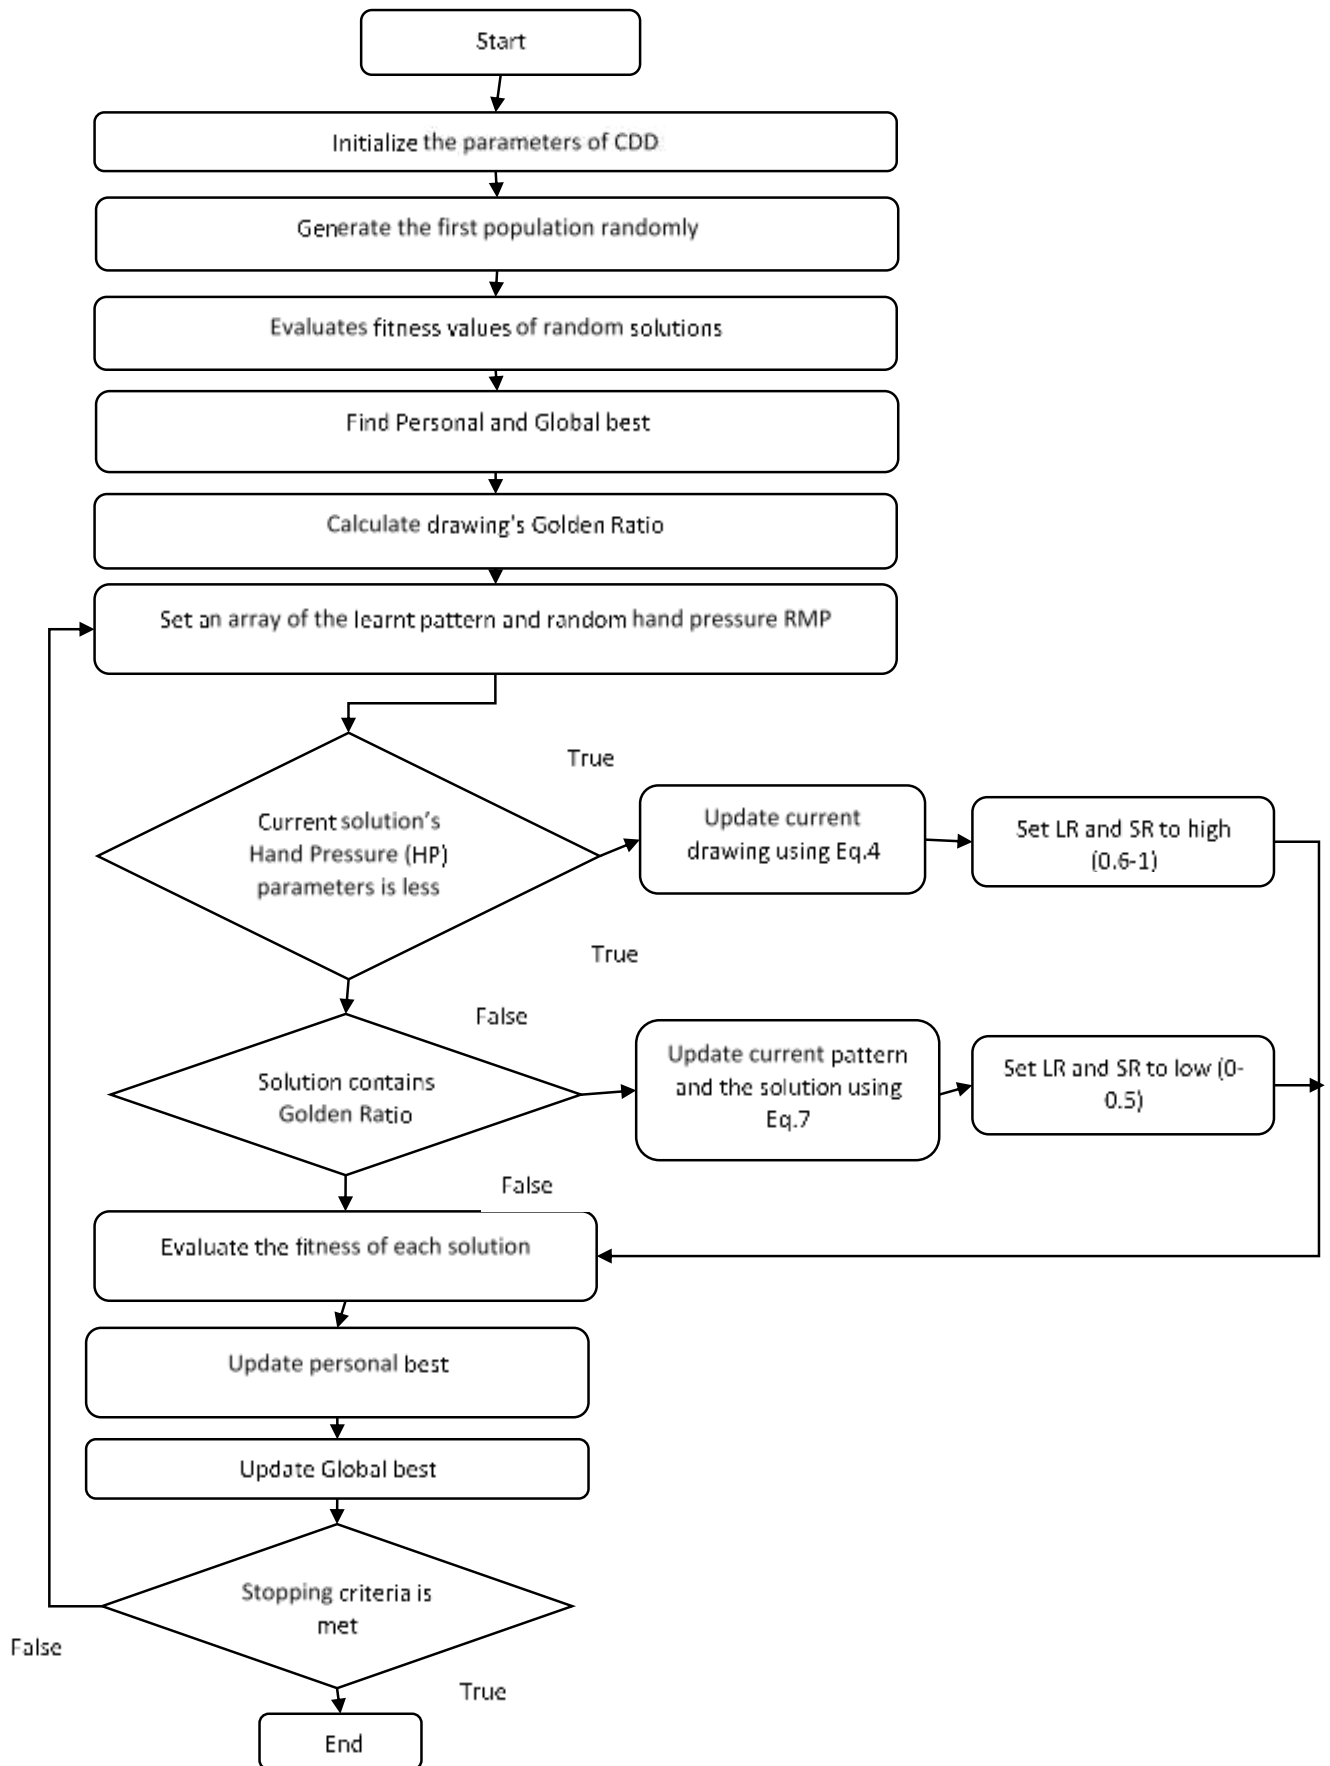 Start
Initialize the parameters of CDD
Generate the first population randomly
Evaluates fitness values of random solutions
Find Personal and Global best
Calculate drawing's Golden Ratio
Set an array of the learnt pattern and random hand pressure RMP
True
Current solution's
Hand Pressure (HP)
parameters is less
Update current
drawing using Eq.4
Set LR and SR to high
(0.6-1)
True
False
Solution contains
Golden Ratio
Update current pattern
and the solution using
Eq.7
Set LR and SR to low (0-
0.5)
False
Evaluate the fitness of each solution
Update personal best
Update Global best
Stopping criteria is
met
False
True
End